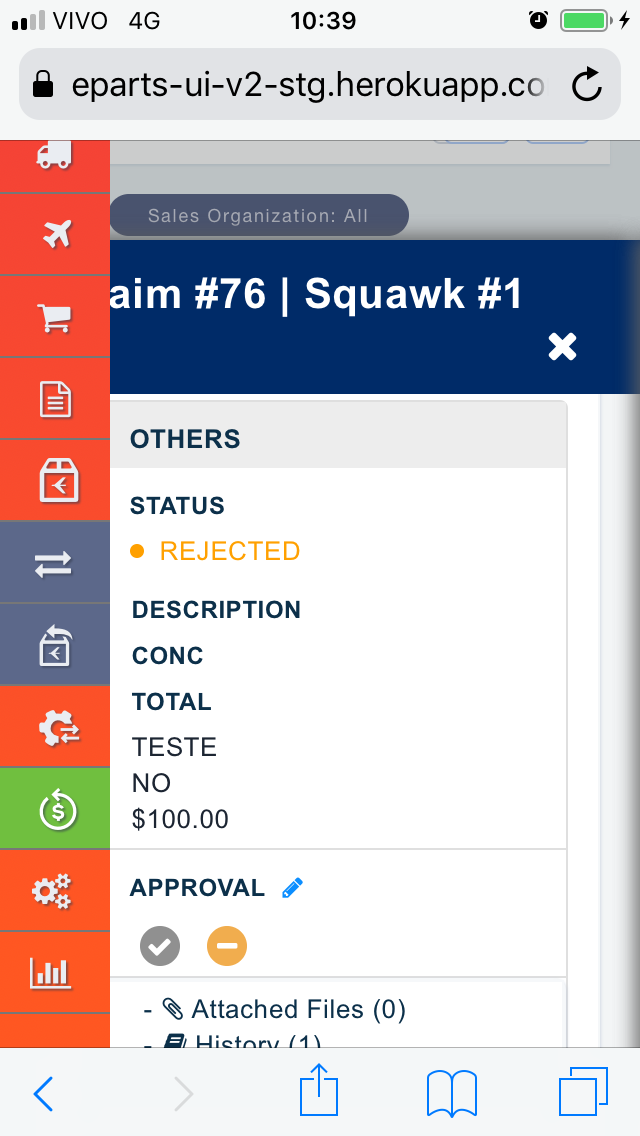 VIVO 4G 10:39
eparts-ui-v2-stg.herokuapp.co
Sales Organization: All
aim #76 | Squawk #1
OTHERS
STATUS
REJECTED
DESCRIPTION
CONC
TOTAL
TESTE
NO
$100.00
APPROVAL
- Attached Files (0)
- History (1)